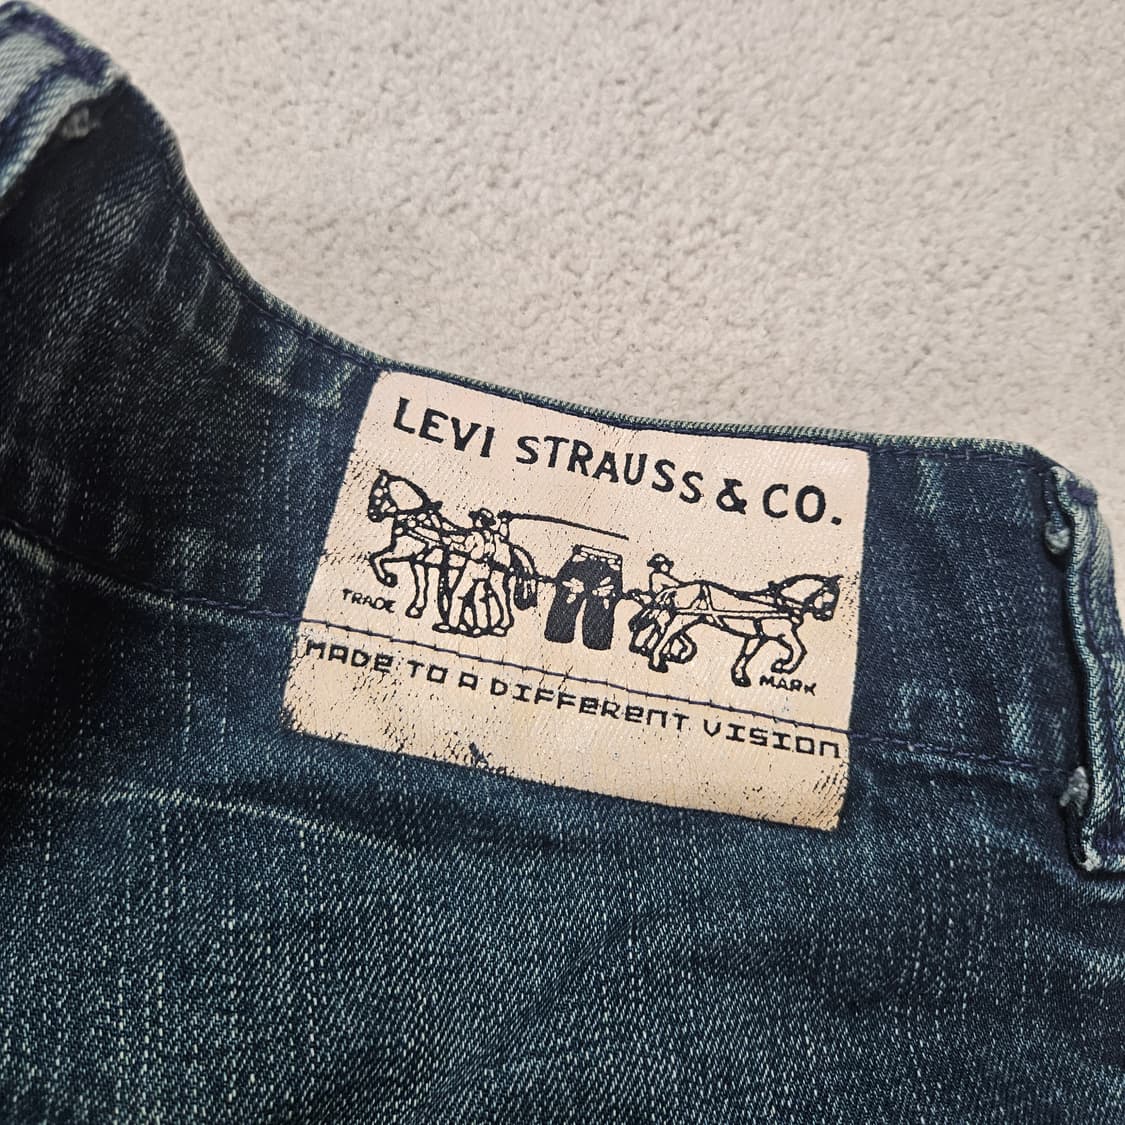 LEVI STRAUSS & CO.
TRADE MARK
MADE TO A DIFFERENT VISION